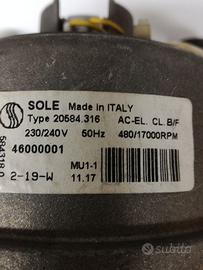 SOLE Made in ITALY
Type 20584.316 AC-EL. CL.B/F
230/240V 50Hz 480/17000RPM
46000001
MU1-1
2-19-W 11.17
subito